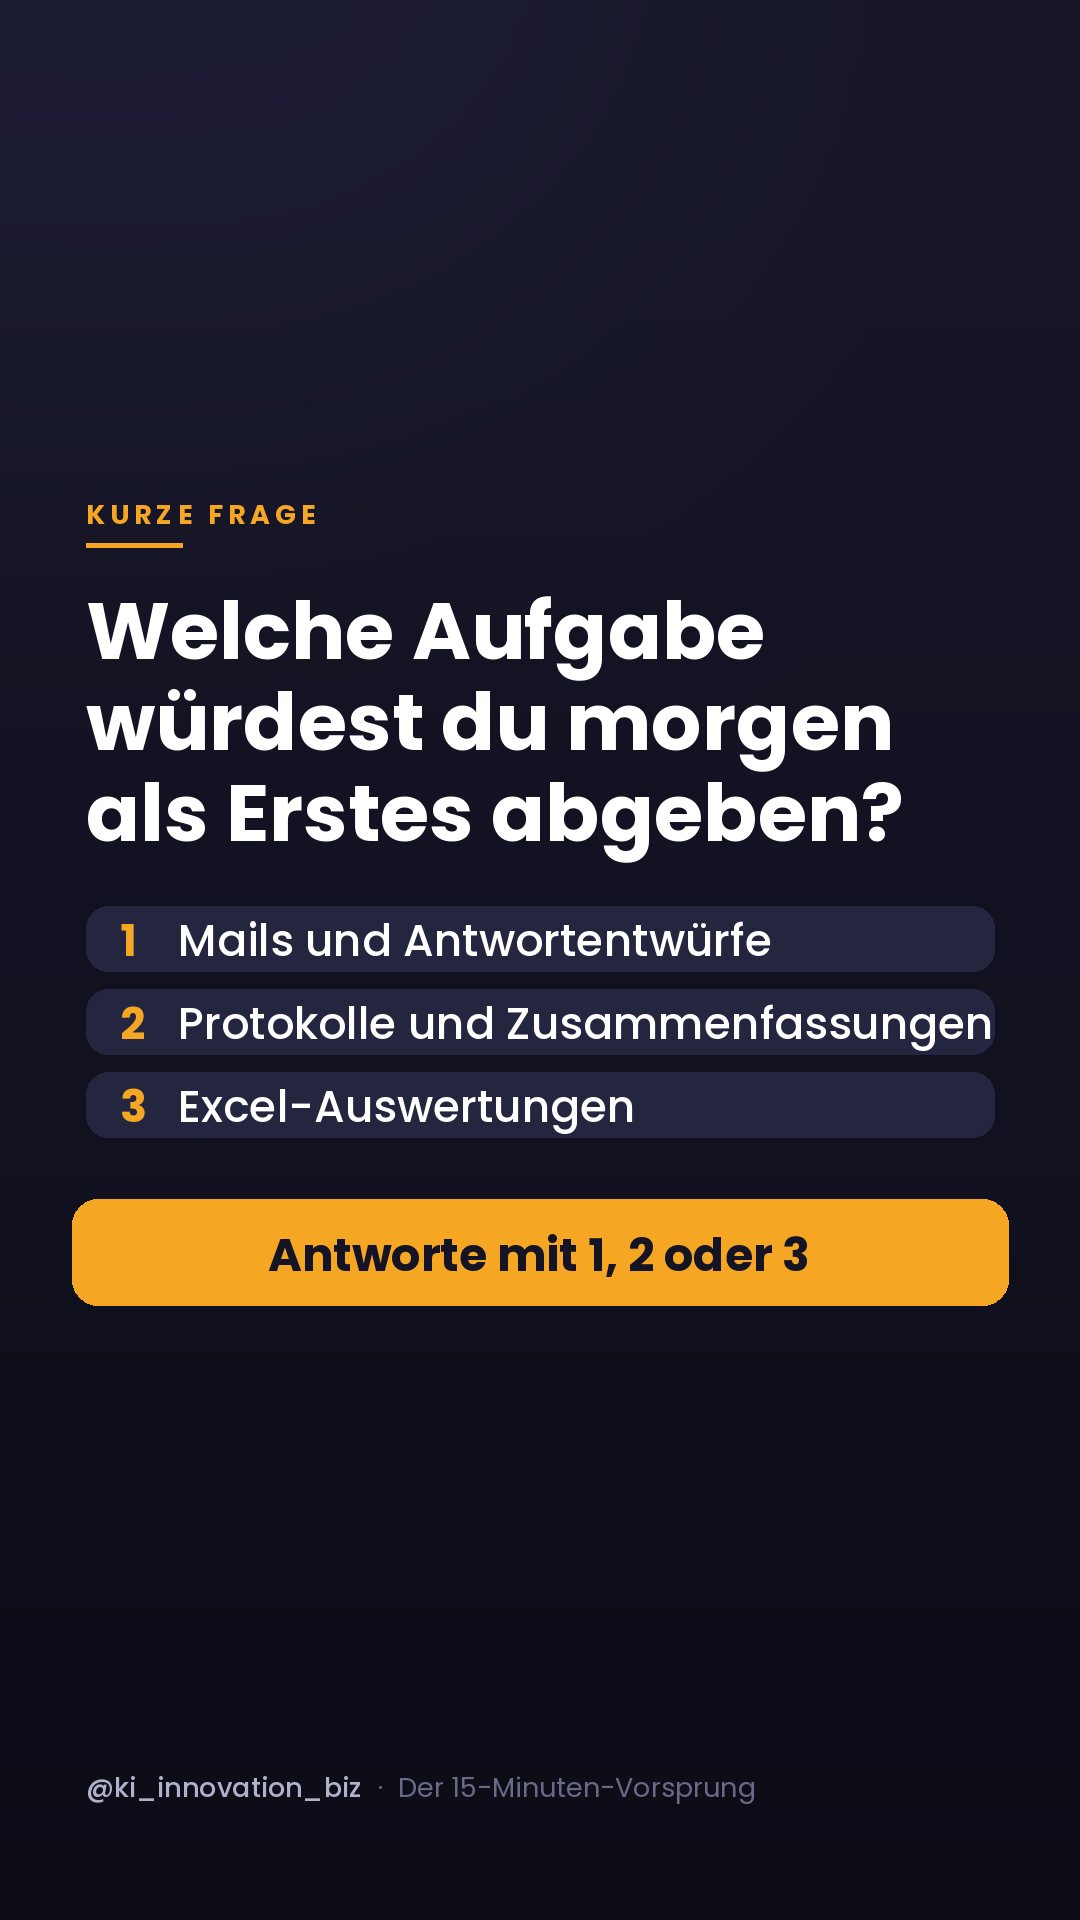 KURZE FRAGE
Welche Aufgabe
würdest du morgen
als Erstes abgeben?
1 Mails und Antwortentwürfe
2 Protokolle und Zusammenfassungen
3 Excel-Auswertungen
Antworte mit 1, 2 oder 3
@ki_innovation_biz · Der 15-Minuten-Vorsprung